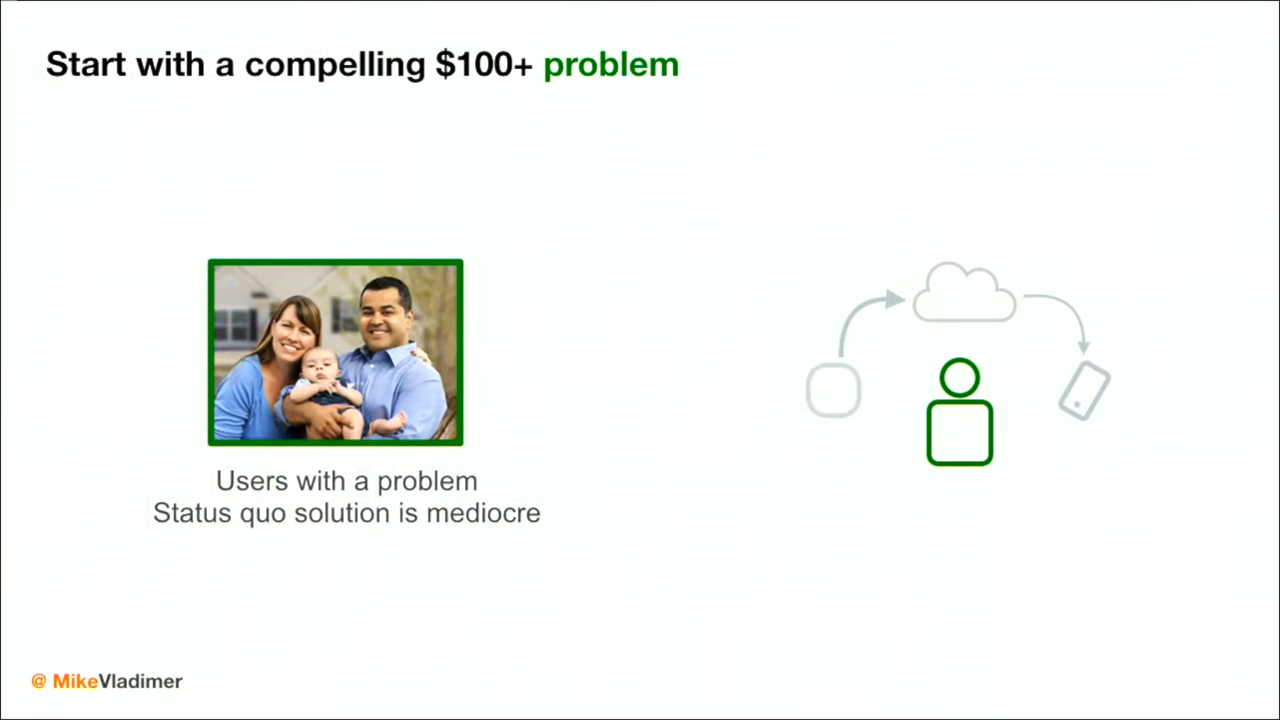 Start with a compelling $100+ problem
Users with a problem
Status quo solution is mediocre
@ MikeVladimer